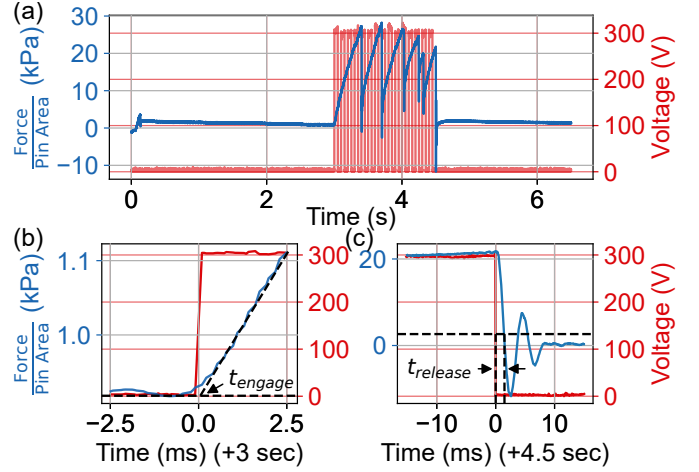 (a)
30
20
10
0
−10
Force
Pin Area
(kPa)
300
200
100
0
Voltage (V)
0
2
4
6
Time (s)
(b)
1.1
1.0
Force
Pin Area
(kPa)
300
200
100
0
t_engage
−2.5
0.0
2.5
Time (ms) (+3 sec)
(c)
20
0
300
200
100
0
Voltage (V)
t_release
−10
0
10
Time (ms) (+4.5 sec)